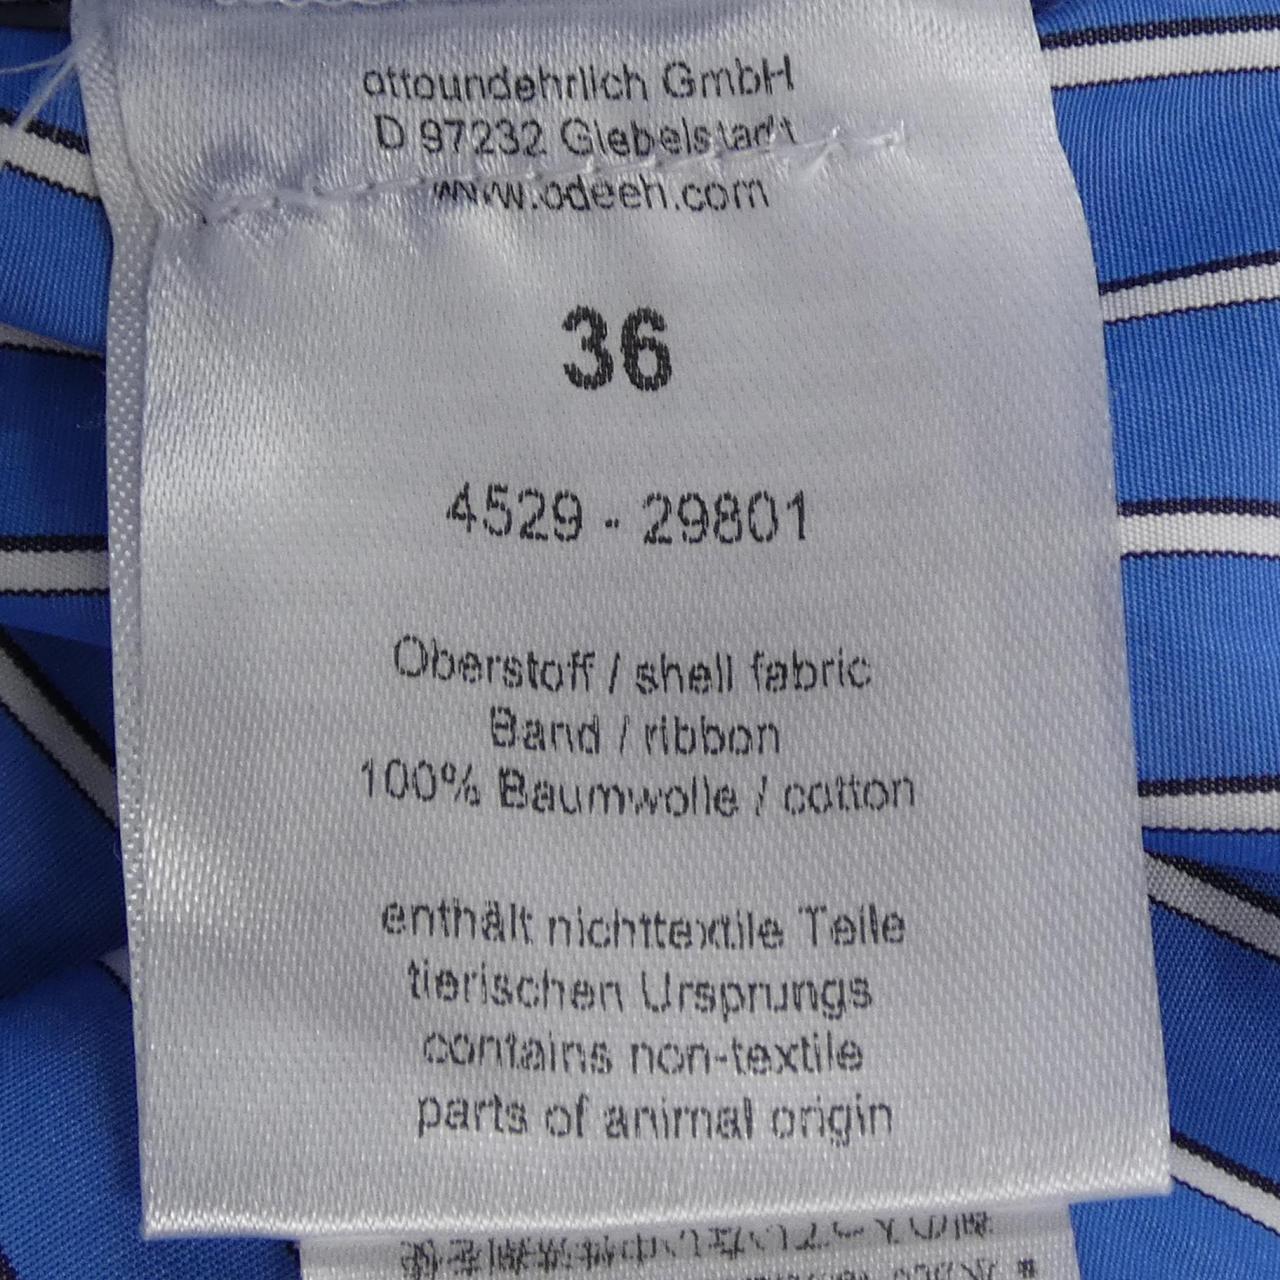 ottoundehrlich GmbH
D 97232 Giebelstadt
www.odeeh.com
36
4529 - 29801
Oberstoff / shell fabric
Band / ribbon
100% Baumwolle / cotton
enthält nichttextile Teile
tierischen Ursprungs
contains non-textile
parts of animal origin